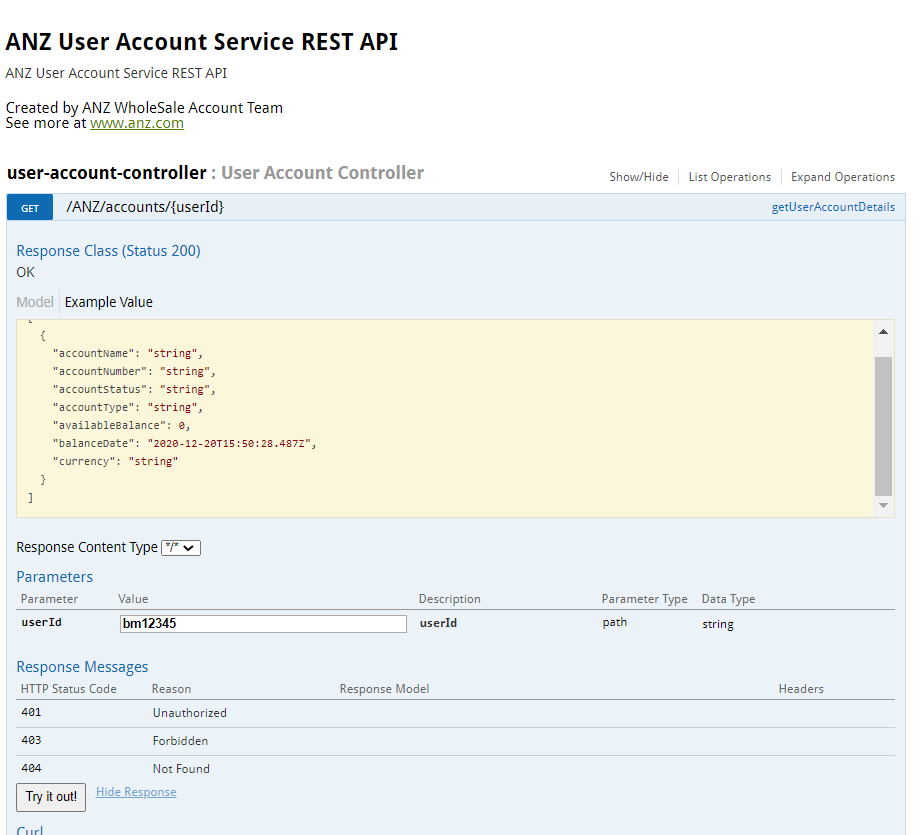 ANZ User Account Service REST API
ANZ User Account Service REST API
Created by ANZ WholeSale Account Team
See more at www.anz.com
user-account-controller : User Account Controller
Show/Hide List Operations Expand Operations
GET /ANZ/accounts/{userId} getUserAccountDetails
Response Class (Status 200)
OK
Model Example Value
[
{
"accountName": "string",
"accountNumber": "string",
"accountStatus": "string",
"accountType": "string",
"availableBalance": 0,
"balanceDate": "2020-12-20T15:50:28.487Z",
"currency": "string"
}
]
Response Content Type */*
Parameters
Parameter Value Description Parameter Type Data Type
userId bm12345 userId path string
Response Messages
HTTP Status Code Reason Response Model Headers
401 Unauthorized
403 Forbidden
404 Not Found
Try it out! Hide Response
Curl